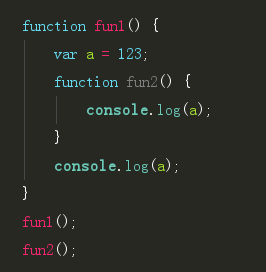 function fun1() {
    var a = 123;
    function fun2() {
        console.log(a);
    }
    console.log(a);
}
fun1();
fun2();